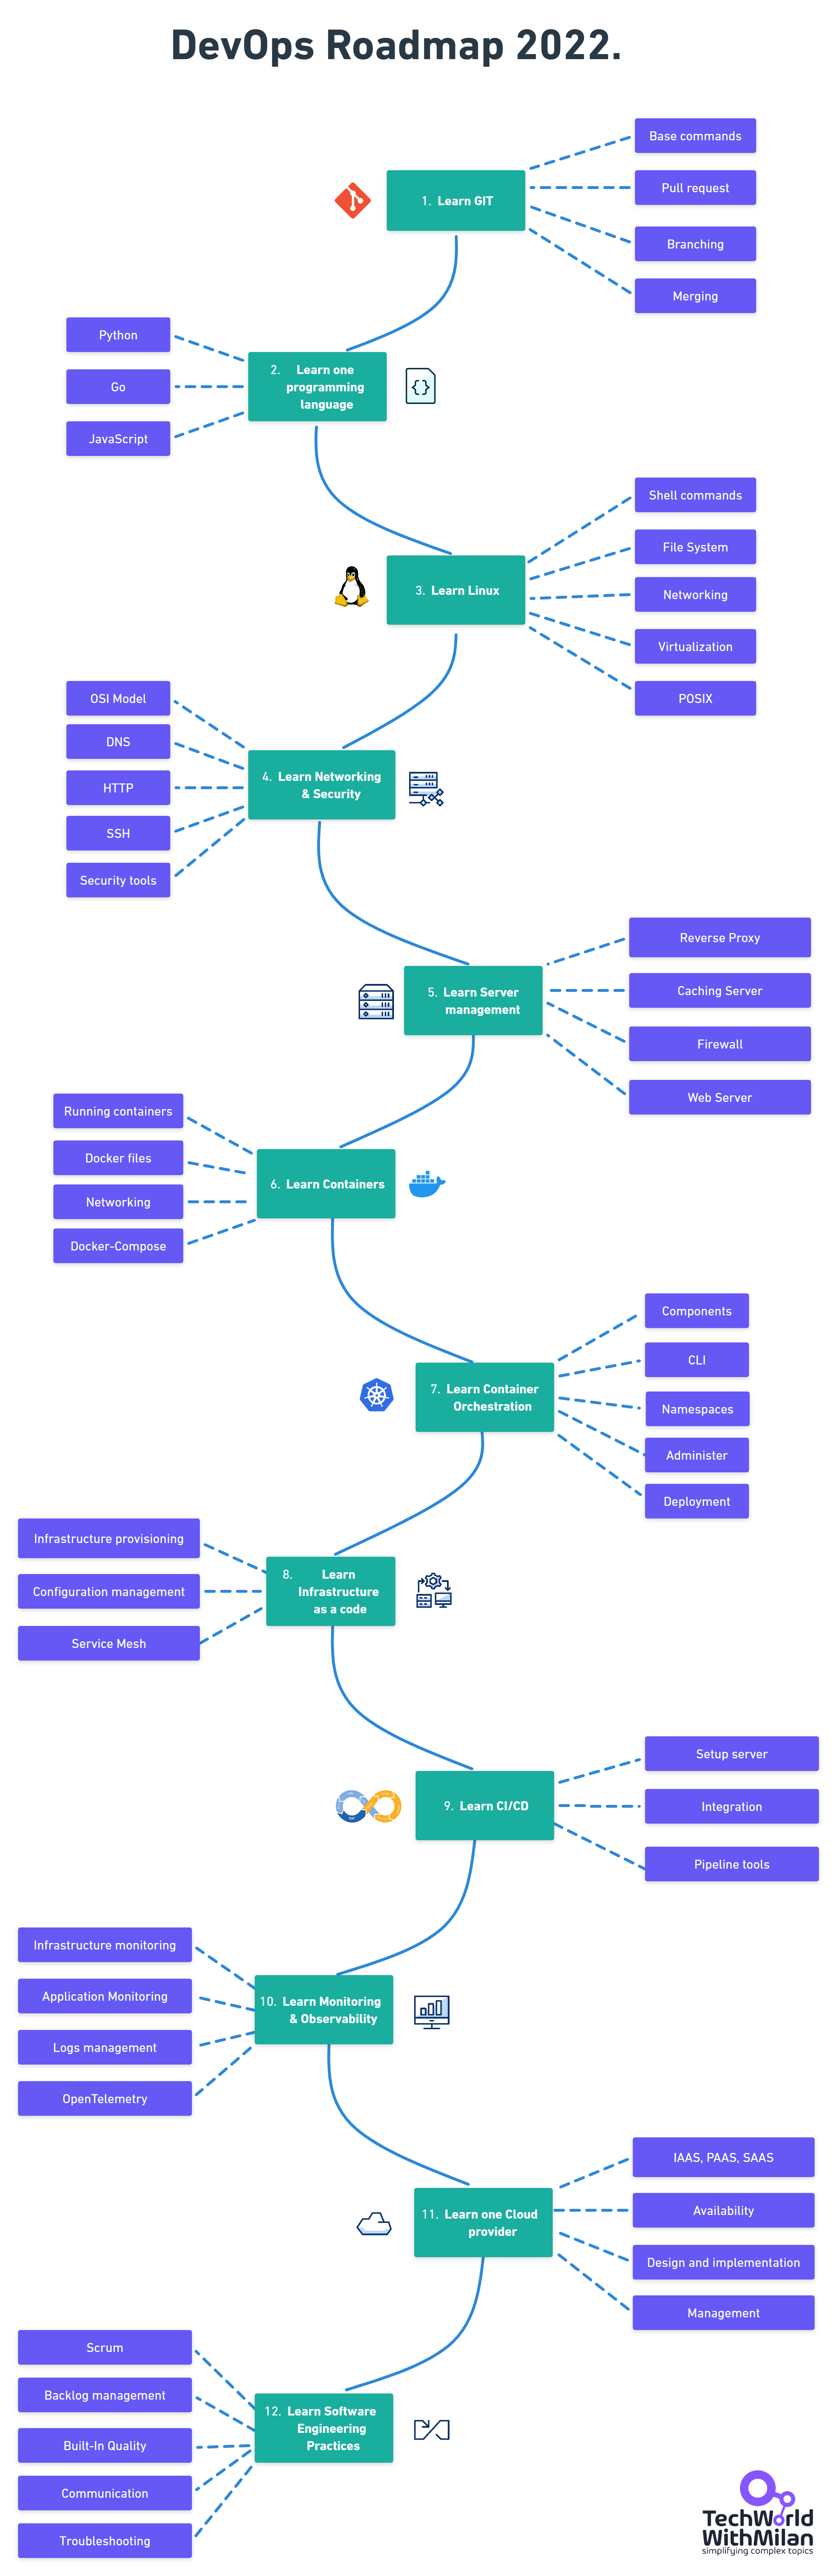 DevOps Roadmap 2022.
1. Learn GIT
Base commands
Pull request
Branching
Merging
2. Learn one
programming
language
Python
Go
JavaScript
3. Learn Linux
Shell commands
File System
Networking
Virtualization
POSIX
4. Learn Networking
& Security
OSI Model
DNS
HTTP
SSH
Security tools
5. Learn Server
management
Reverse Proxy
Caching Server
Firewall
Web Server
6. Learn Containers
Running containers
Docker files
Networking
Docker-Compose
7. Learn Container
Orchestration
Components
CLI
Namespaces
Administer
Deployment
8. Learn
Infrastructure
as a code
Infrastructure provisioning
Configuration management
Service Mesh
9. Learn CI/CD
Setup server
Integration
Pipeline tools
10. Learn Monitoring
& Observability
Infrastructure monitoring
Application Monitoring
Logs management
OpenTelemetry
11. Learn one Cloud
provider
IAAS, PAAS, SAAS
Availability
Design and implementation
Management
12. Learn Software
Engineering
Practices
Scrum
Backlog management
Built-In Quality
Communication
Troubleshooting
TechWorld
WithMilan
simplifying complex topics